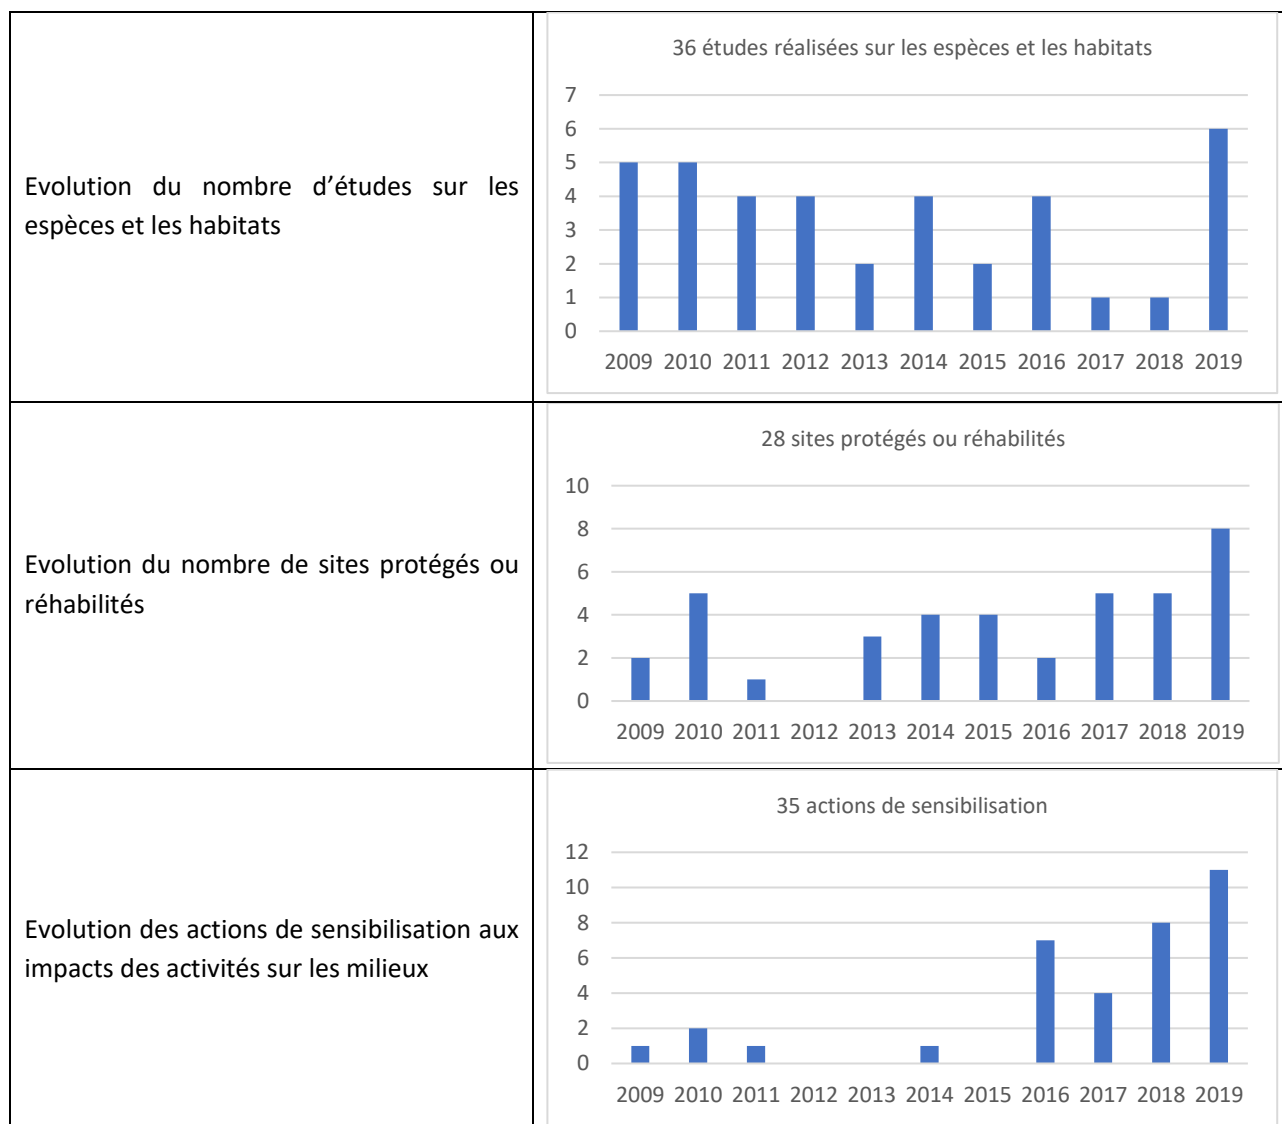 Evolution du nombre d’études sur les
espèces et les habitats
36 études réalisées sur les espèces et les habitats
7
6
5
4
3
2
1
0
2009 2010 2011 2012 2013 2014 2015 2016 2017 2018 2019
Evolution du nombre de sites protégés ou
réhabilités
28 sites protégés ou réhabilités
10
8
6
4
2
0
2009 2010 2011 2012 2013 2014 2015 2016 2017 2018 2019
Evolution des actions de sensibilisation aux
impacts des activités sur les milieux
35 actions de sensibilisation
12
10
8
6
4
2
0
2009 2010 2011 2012 2013 2014 2015 2016 2017 2018 2019